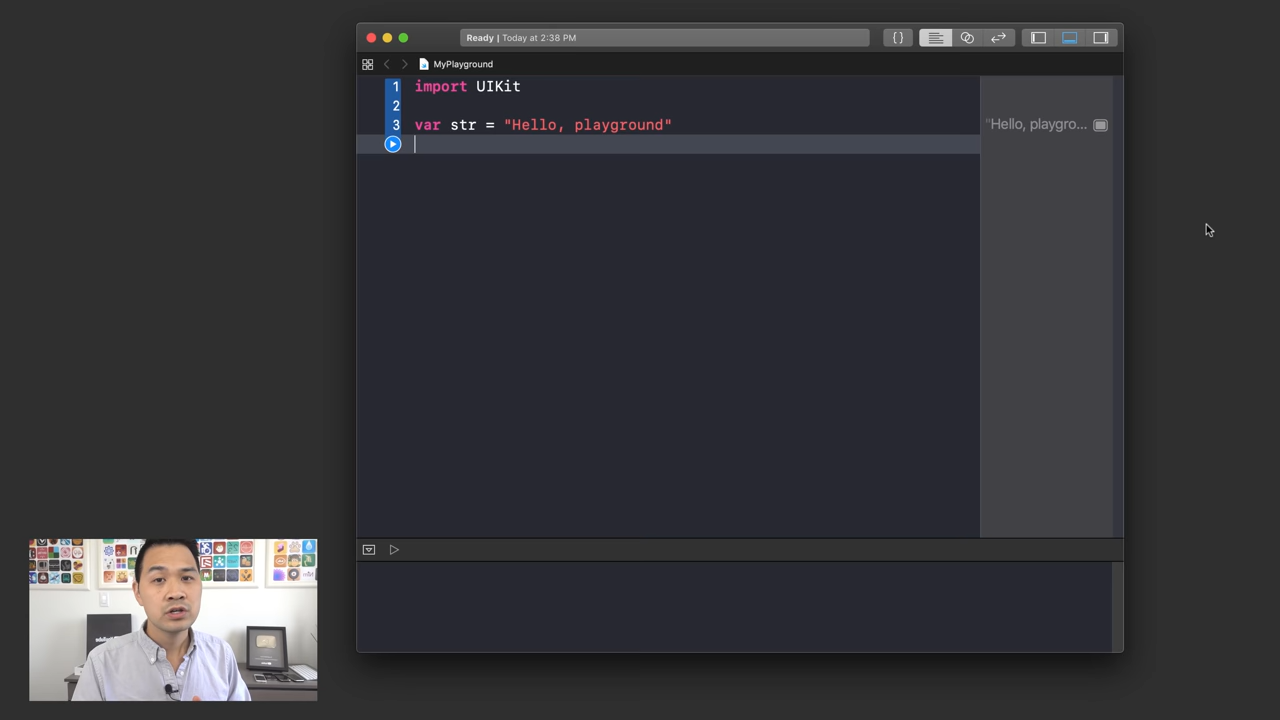 Ready | Today at 2:38 PM
{ }
MyPlayground
1 import UIKit
2
3 var str = "Hello, playground"
"Hello, playgro...